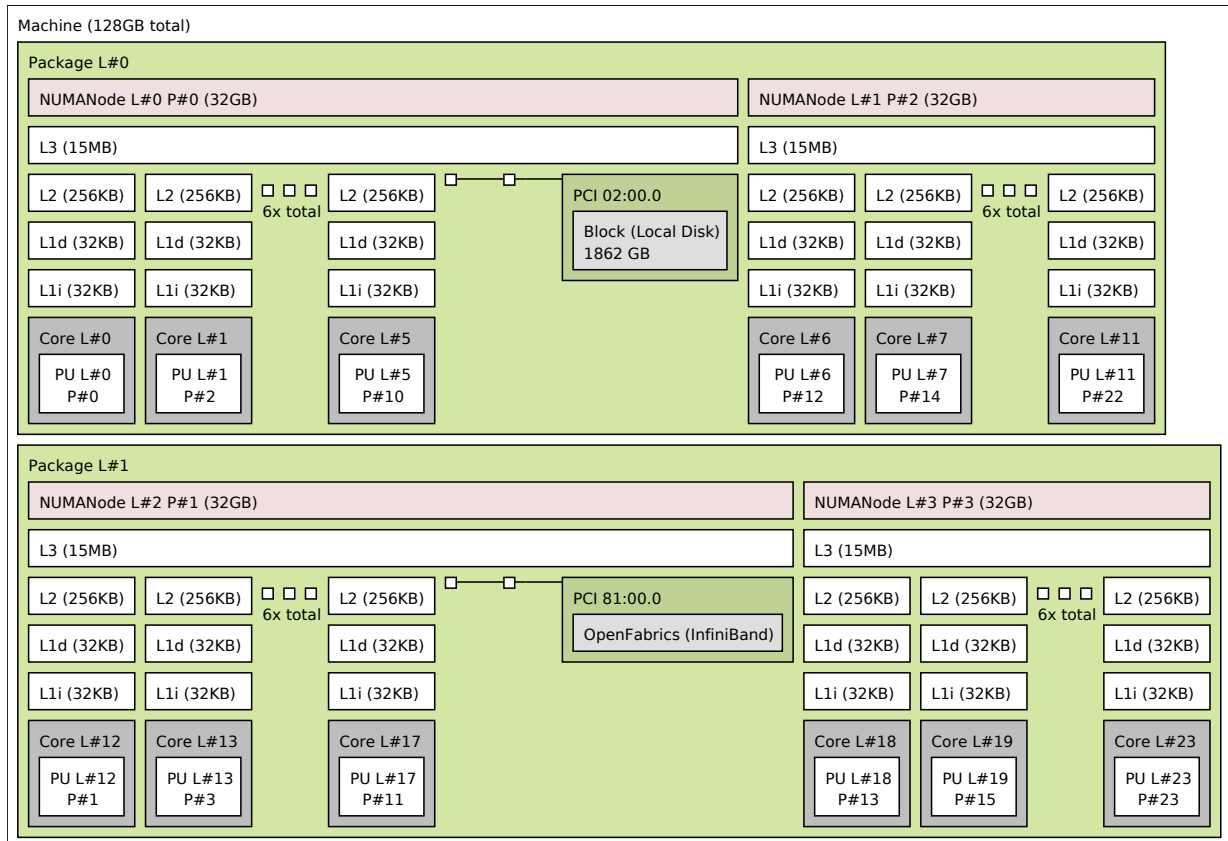 Machine (128GB total)
Package L#0
NUMANode L#0 P#0 (32GB)
NUMANode L#1 P#2 (32GB)
L3 (15MB)
L3 (15MB)
L2 (256KB)
L2 (256KB)
6x total
L2 (256KB)
PCI 02:00.0
L2 (256KB)
L2 (256KB)
6x total
L2 (256KB)
Block (Local Disk)
1862 GB
L1d (32KB)
L1d (32KB)
L1d (32KB)
L1d (32KB)
L1d (32KB)
L1d (32KB)
L1i (32KB)
L1i (32KB)
L1i (32KB)
L1i (32KB)
L1i (32KB)
L1i (32KB)
Core L#0
PU L#0
P#0
Core L#1
PU L#1
P#2
Core L#5
PU L#5
P#10
Core L#6
PU L#6
P#12
Core L#7
PU L#7
P#14
Core L#11
PU L#11
P#22
Package L#1
NUMANode L#2 P#1 (32GB)
NUMANode L#3 P#3 (32GB)
L3 (15MB)
L3 (15MB)
L2 (256KB)
L2 (256KB)
6x total
L2 (256KB)
PCI 81:00.0
L2 (256KB)
L2 (256KB)
6x total
L2 (256KB)
OpenFabrics (InfiniBand)
L1d (32KB)
L1d (32KB)
L1d (32KB)
L1d (32KB)
L1d (32KB)
L1d (32KB)
L1i (32KB)
L1i (32KB)
L1i (32KB)
L1i (32KB)
L1i (32KB)
L1i (32KB)
Core L#12
PU L#12
P#1
Core L#13
PU L#13
P#3
Core L#17
PU L#17
P#11
Core L#18
PU L#18
P#13
Core L#19
PU L#19
P#15
Core L#23
PU L#23
P#23